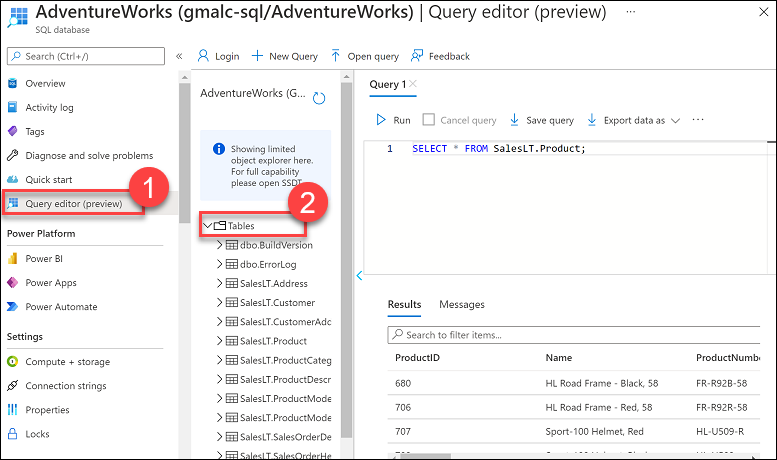 AdventureWorks (gmalc-sql/AdventureWorks) | Query editor (preview) ...
SQL database
Search (Ctrl+/)
Overview
Activity log
Tags
Diagnose and solve problems
Quick start
1
Query editor (preview)
Power Platform
Power BI
Power Apps
Power Automate
Settings
Compute + storage
Connection strings
Properties
Locks
Login
New Query
Open query
Feedback
AdventureWorks (G...
Showing limited
object explorer here.
For full capability
please open SSDT.
2
Tables
dbo.BuildVersion
dbo.ErrorLog
SalesLT.Address
SalesLT.Customer
SalesLT.CustomerAdd
SalesLT.Product
SalesLT.ProductCateg
SalesLT.ProductDescr
SalesLT.ProductMode
SalesLT.ProductMode
SalesLT.SalesOrderDe
SalesLT.SalesOrderHe
Query 1
Run
Cancel query
Save query
Export data as
...
1 SELECT * FROM SalesLT.Product;
Results Messages
Search to filter items...
ProductID Name ProductNumbe
680 HL Road Frame - Black, 58 FR-R92B-58
706 HL Road Frame - Red, 58 FR-R92R-58
707 Sport-100 Helmet, Red HL-U509-R